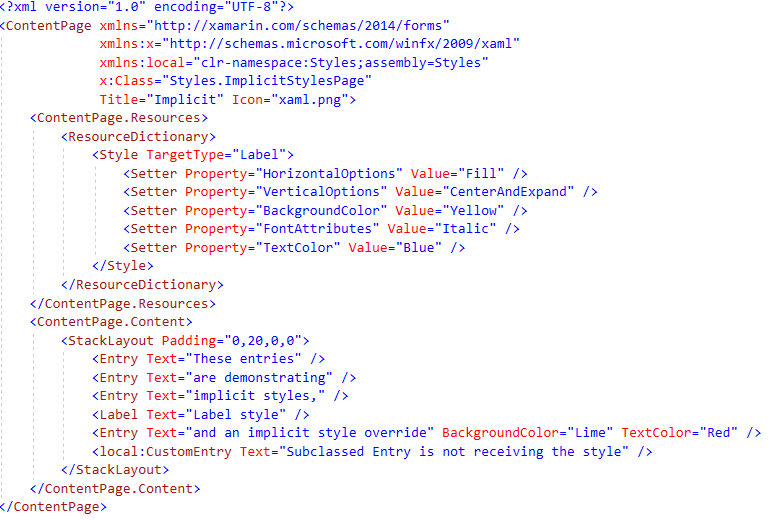 <?xml version="1.0" encoding="UTF-8"?>
<ContentPage xmlns="http://xamarin.com/schemas/2014/forms"
             xmlns:x="http://schemas.microsoft.com/winfx/2009/xaml"
             xmlns:local="clr-namespace:Styles;assembly=Styles"
             x:Class="Styles.ImplicitStylesPage"
             Title="Implicit" Icon="xaml.png">
    <ContentPage.Resources>
        <ResourceDictionary>
            <Style TargetType="Label">
                <Setter Property="HorizontalOptions" Value="Fill" />
                <Setter Property="VerticalOptions" Value="CenterAndExpand" />
                <Setter Property="BackgroundColor" Value="Yellow" />
                <Setter Property="FontAttributes" Value="Italic" />
                <Setter Property="TextColor" Value="Blue" />
            </Style>
        </ResourceDictionary>
    </ContentPage.Resources>
    <ContentPage.Content>
        <StackLayout Padding="0,20,0,0">
            <Entry Text="These entries" />
            <Entry Text="are demonstrating" />
            <Entry Text="implicit styles," />
            <Label Text="Label style" />
            <Entry Text="and an implicit style override" BackgroundColor="Lime" TextColor="Red" />
            <local:CustomEntry Text="Subclassed Entry is not receiving the style" />
        </StackLayout>
    </ContentPage.Content>
</ContentPage>